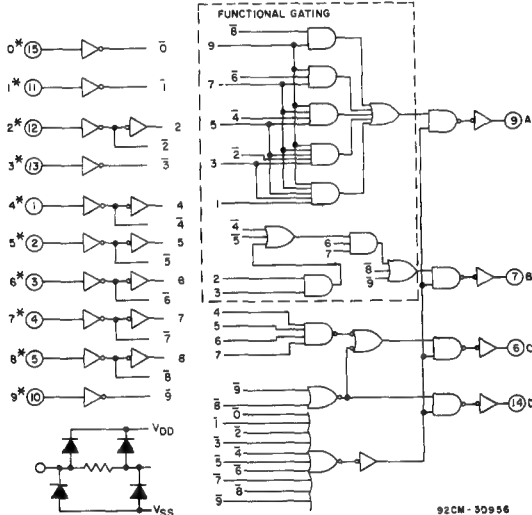 FUNCTIONAL GATING
0* 15 0̅
1* 11 1̅
2* 12 2
2̅
3* 13 3̅
4* 1 4
4̅
5* 2 5
5̅
6* 3 6
6̅
7* 4 7
7̅
8* 5 8
8̅
9* 10 9̅
VDD
VSS
8̅
9
6̅
7
4̅
5
2̅
3
1
4̅
5̅
6
7
2
3
8̅
9̅
4
5
6
7
9̅
8̅
0̅
1̅
2̅
3̅
4̅
5̅
6̅
7̅
8̅
9̅
9 A
7 B
6 C
14 D
92CM-30956